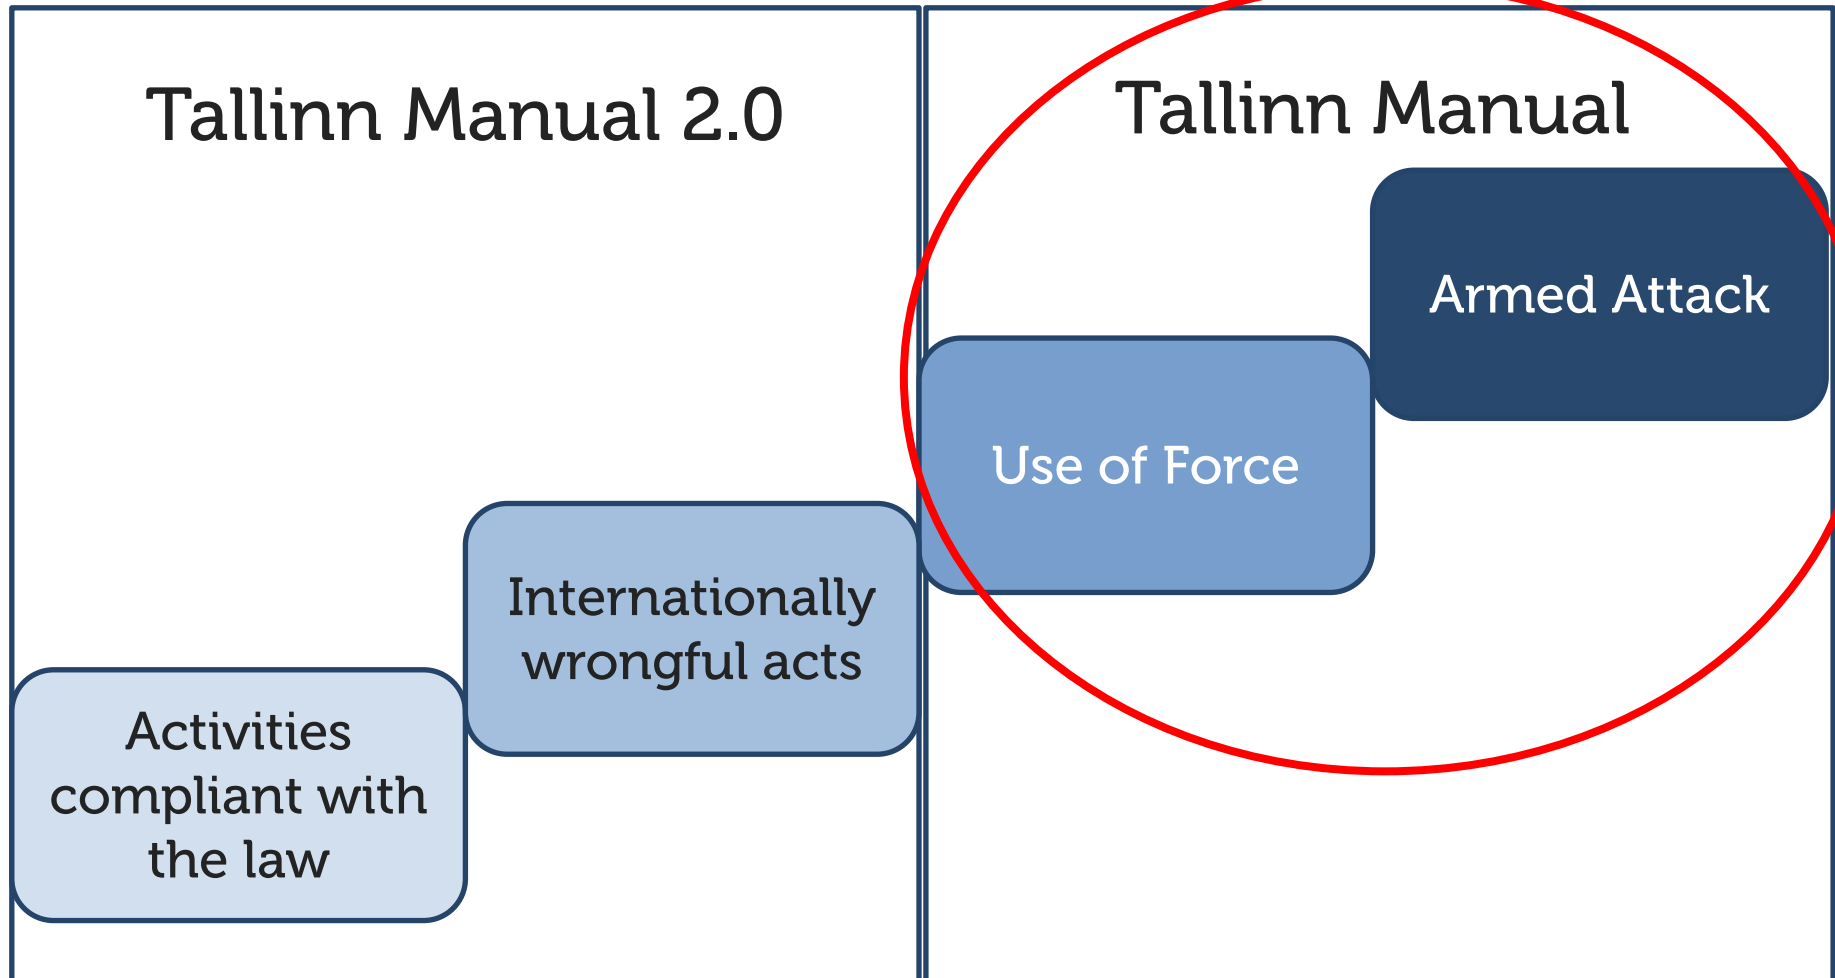 Tallinn Manual 2.0
Activities
compliant with
the law
Internationally
wrongful acts
Tallinn Manual
Use of Force
Armed Attack